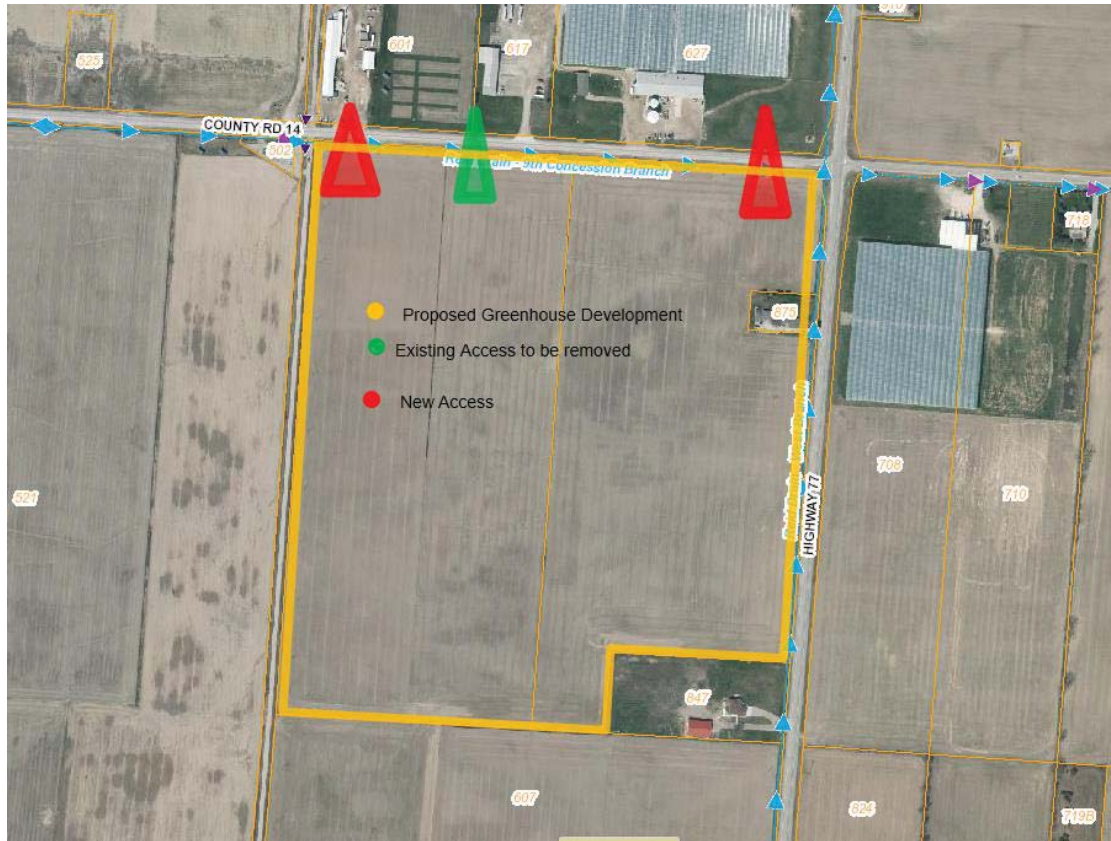 910
601
617
627
525
COUNTY RD 14
502
9th Concession Branch
718
875
Proposed Greenhouse Development
Existing Access to be removed
New Access
521
708
710
HIGHWAY 77
847
607
824
719B